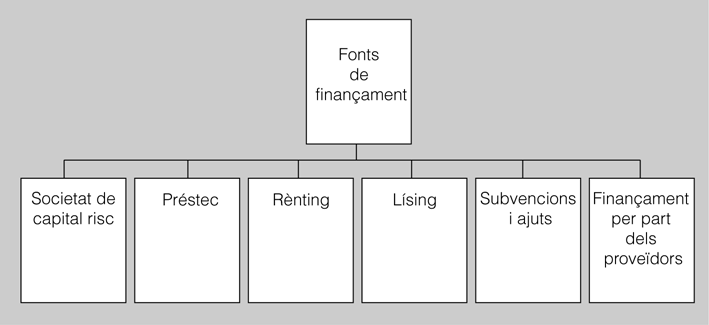 Fonts
de
finançament
Societat de
capital risc
Préstec
Rènting
Lísing
Subvencions
i ajuts
Finançament
per part
dels
proveïdors